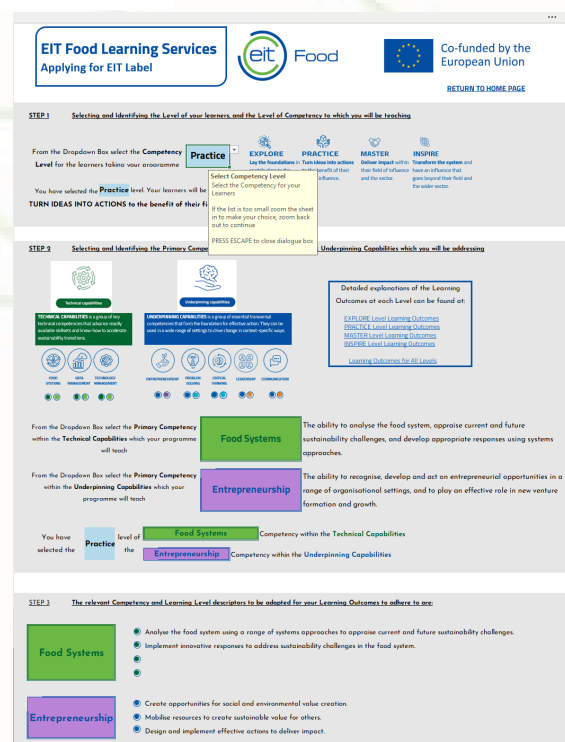 EIT Food Learning Services
Applying for EIT Label
eit Food
Co-funded by the
European Union
RETURN TO HOME PAGE
STEP 1 Selecting and Identifying the Level of your learners, and the Level of Competency to which you will be teaching
From the Dropdown Box select the Competency
Level for the learners taking your programme
Practice
EXPLORE
Lay the foundations in
PRACTICE
Turn ideas into actions
to the benefit of their
influence.
MASTER
Deliver impact within
their field of influence
and the sector.
INSPIRE
Transform the system and
have an influence that
goes beyond their field and
the wider sector.
You have selected the Practice level. Your learners will be
TURN IDEAS INTO ACTIONS to the benefit of their fi
Select Competency Level
Select the Competency for your
Learners
If the list is too small zoom the sheet
in to make your choice, zoom back
out to continue
PRESS ESCAPE to close dialogue box
STEP 2 Selecting and Identifying the Primary Compe Underpinning Capabilities which you will be addressing
Technical capabilities
TECHNICAL CAPABILITIES is a group of key
technical competencies that advance readily
available skillsets and know-how to accelerate
sustainability transitions.
FOOD
SYSTEMS
DATA
MANAGEMENT
TECHNOLOGY
MANAGEMENT
Underpinning capabilities
UNDERPINNING CAPABILITIES is a group of essential transversal
competencies that form the foundation for effective action. They can be
used in a wide range of settings to drive change in context-specific ways.
ENTREPRENEURSHIP
PROBLEM
SOLVING
CRITICAL
THINKING
LEADERSHIP
COMMUNICATION
Detailed explanations of the Learning
Outcomes at each Level can be found at:
EXPLORE Level Learning Outcomes
PRACTICE Level Learning Outcomes
MASTER Level Learning Outcomes
INSPIRE Level Learning Outcomes
Learning Outcomes for All Levels
From the Dropdown Box select the Primary Competency
within the Technical Capabilities which your programme
will teach
Food Systems
The ability to analyse the food system, appraise current and future
sustainability challenges, and develop appropriate responses using systems
approaches.
From the Dropdown Box select the Primary Competency
within the Underpinning Capabilities which your
programme will teach
Entrepreneurship
The ability to recognise, develop and act on entrepreneurial opportunities in a
range of organisational settings, and to play an effective role in new venture
formation and growth.
You have
selected the
Practice
level of
the
Food Systems Competency within the Technical Capabilities
Entrepreneurship Competency within the Underpinning Capabilities
STEP 3 The relevant Competency and Learning Level descriptors to be adapted for your Learning Outcomes to adhere to are:
Food Systems
Analyse the food system using a range of systems approaches to appraise current and future sustainability challenges.
Implement innovative responses to address sustainability challenges in the food system.
Entrepreneurship
Create opportunities for social and environmental value creation.
Mobilise resources to create sustainable value for others.
Design and implement effective actions to deliver impact.